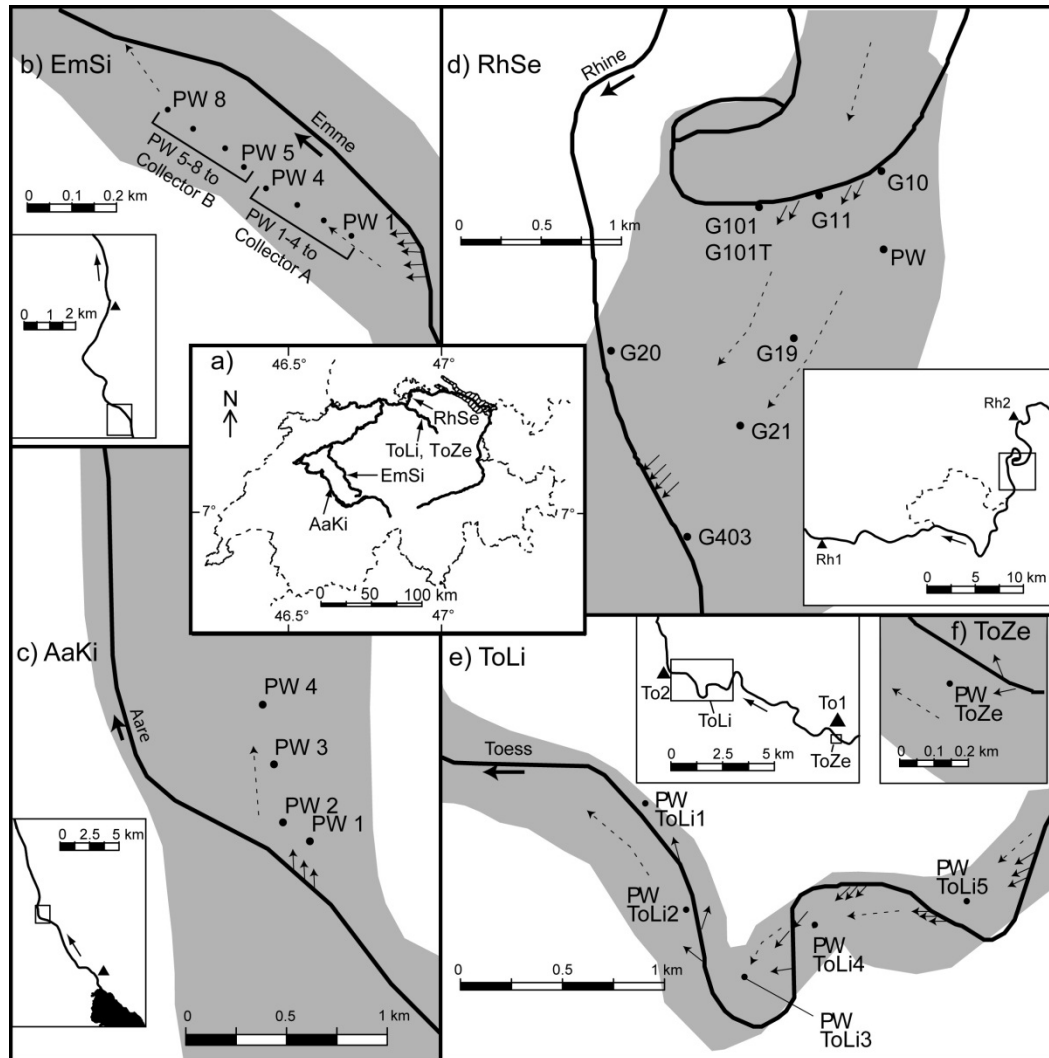 b) EmSi
PW 8
PW 5
PW 4
PW 1
Emme
PW 5-8 to
Collector B
PW 1-4 to
Collector A
0 0.1 0.2 km
0 1 2 km
d) RhSe
Rhine
G10
G11
G101
G101T
PW
0 0.5 1 km
G20
G19
G21
G403
Rh2
Rh1
0 5 10 km
a)
46.5° 47°
N
RhSe
ToLi, ToZe
EmSi
AaKi
7° 7°
0 50 100 km
46.5° 47°
c) AaKi
Aare
PW 4
PW 3
PW 2
PW 1
0 2.5 5 km
0 0.5 1 km
e) ToLi
To2
ToLi
To1
ToZe
0 2.5 5 km
f) ToZe
PW
ToZe
0 0.1 0.2 km
Toess
PW
ToLi1
PW
ToLi2
PW
ToLi5
PW
ToLi4
PW
ToLi3
0 0.5 1 km